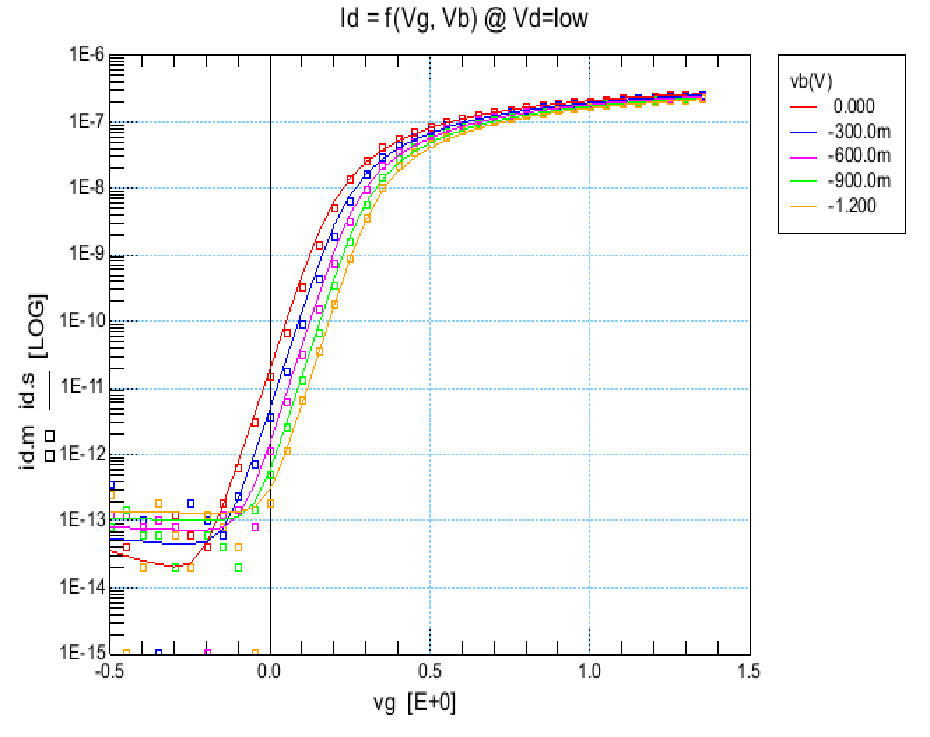 Id = f(Vg, Vb) @ Vd=low
1E-6
1E-7
1E-8
1E-9
1E-10
1E-11
1E-12
1E-13
1E-14
1E-15
id.m id.s [LOG]
-0.5 0.0 0.5 1.0 1.5
vg [E+0]
vb(V)
0.000
-300.0m
-600.0m
-900.0m
-1.200